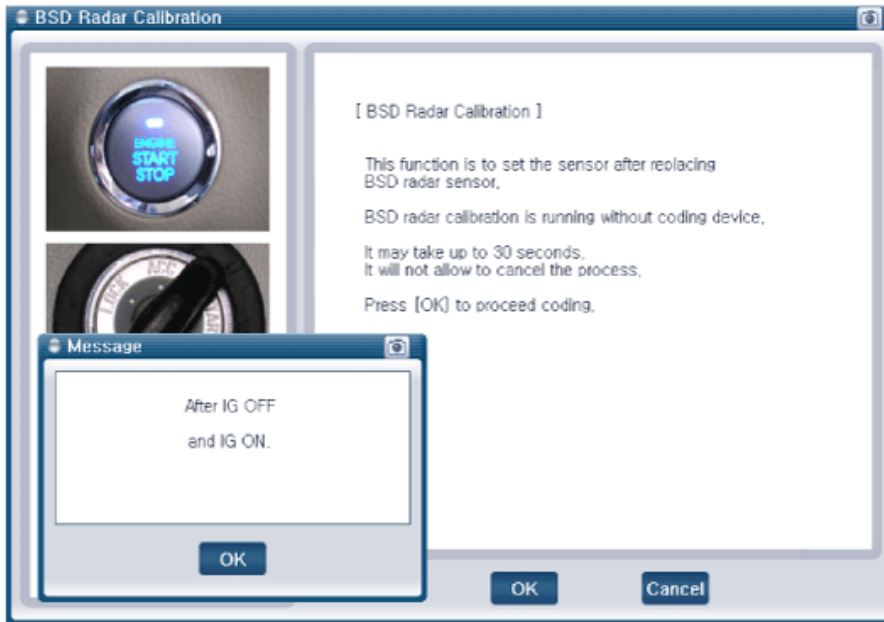 BSD Radar Calibration
ENGINE
START
STOP
LOCK
ACC
[ BSD Radar Calibration ]
This function is to set the sensor after replacing
BSD radar sensor,
BSD radar calibration is running without coding device,
It may take up to 30 seconds,
It will not allow to cancel the process,
Press [OK] to proceed coding,
Message
After IG OFF
and IG ON,
OK
OK
Cancel